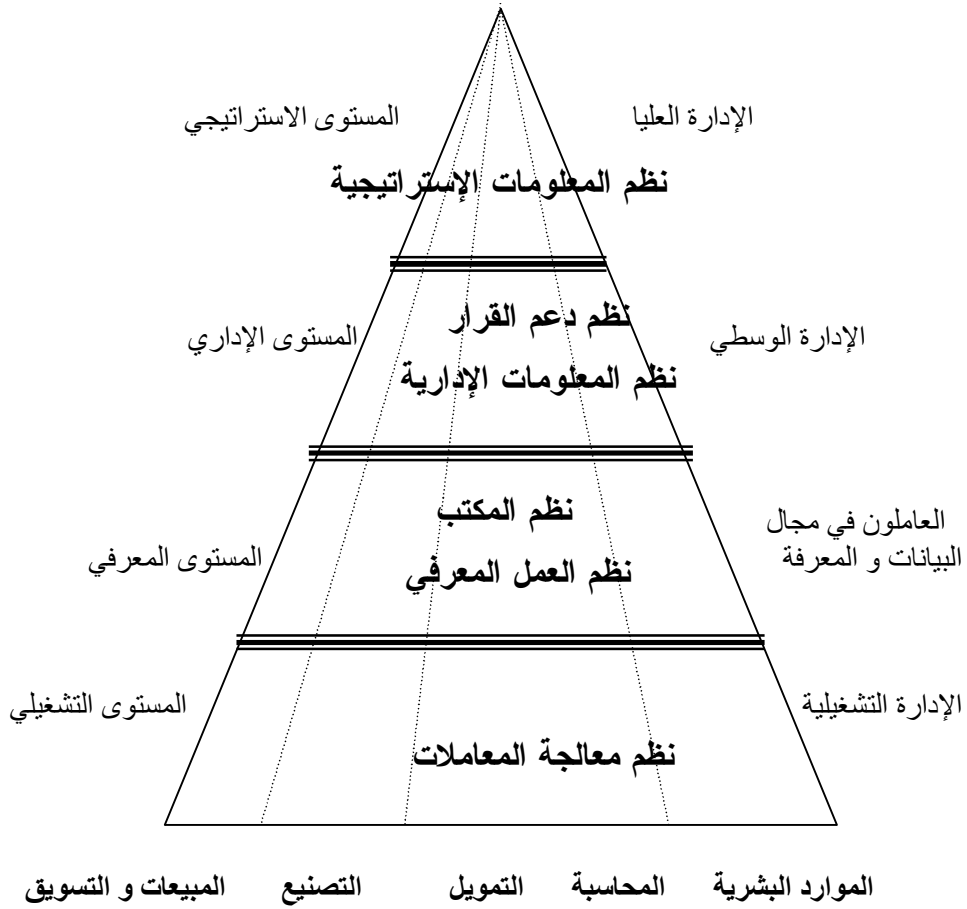 الإدارة العليا
المستوى الاستراتيجي
نظم المعلومات الإستراتيجية
نظم دعم القرار
الإدارة الوسطي
المستوى الإداري
نظم المعلومات الإدارية
نظم المكتب
العاملون في مجال
البيانات و المعرفة
المستوى المعرفي
نظم العمل المعرفي
الإدارة التشغيلية
المستوى التشغيلي
نظم معالجة المعاملات
الموارد البشرية
المحاسبة
التمويل
التصنيع
المبيعات و التسويق